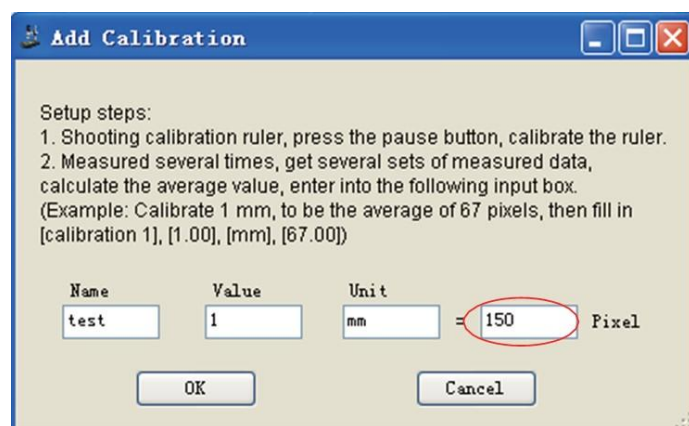 Add Calibration
Setup steps:
1. Shooting calibration ruler, press the pause button, calibrate the ruler.
2. Measured several times, get several sets of measured data,
calculate the average value, enter into the following input box.
(Example: Calibrate 1 mm, to be the average of 67 pixels, then fill in
[calibration 1], [1.00], [mm], [67.00])
Name Value Unit
test 1 mm = 150 Pixel
OK Cancel